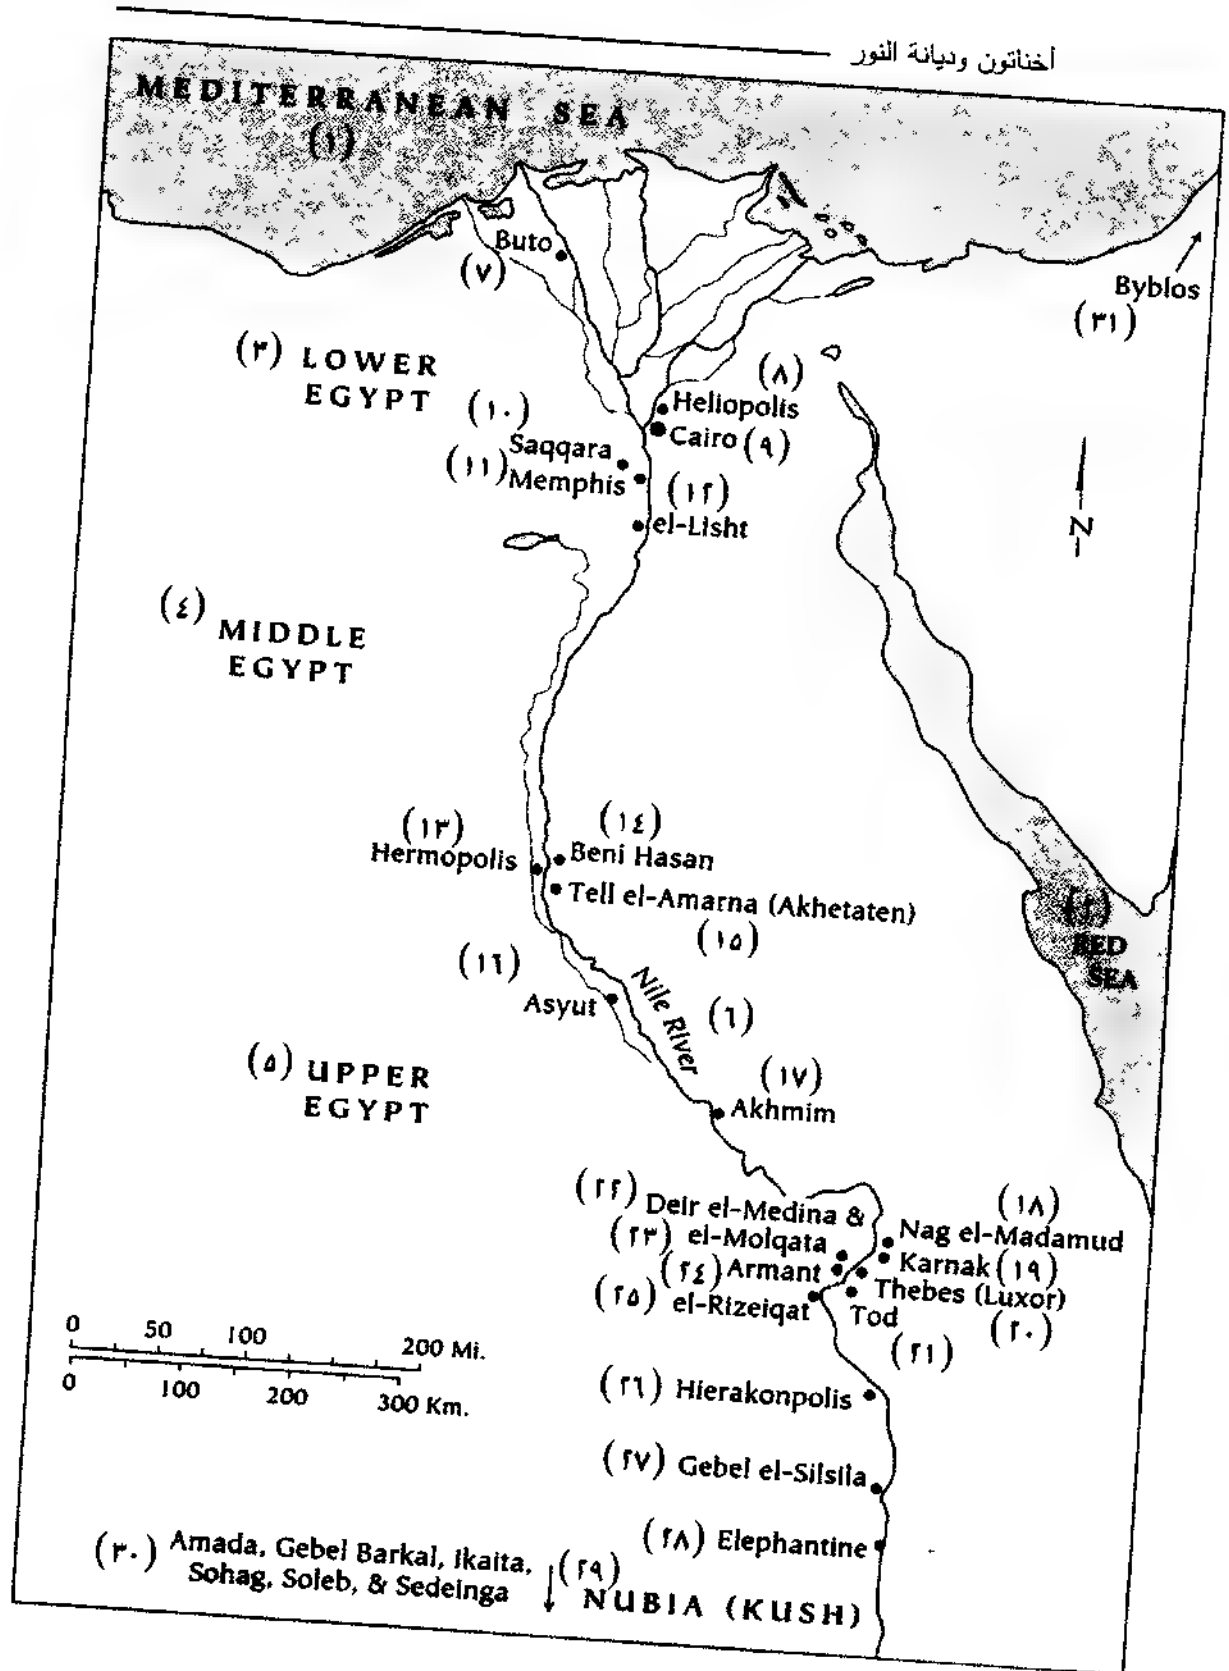 أخناتون وديانة النور
MEDITERRANEAN SEA
(١)
Buto
(٧)
Byblos
(٣١)
(٣) LOWER
EGYPT
(٨)
Heliopolis
Cairo (٩)
(١٠)
Saqqara
(١١) Memphis
(١٢)
el-Lisht
N
(٤)
MIDDLE
EGYPT
(١٣)
Hermopolis
(١٤)
Beni Hasan
Tell el-Amarna (Akhetaten)
(١٥)
(٢)
RED
SEA
(١٦)
Asyut
Nile River
(٦)
(٥) UPPER
EGYPT
(١٧)
Akhmim
(٢٢) Deir el-Medina &
(٢٣) el-Molqata
(٢٤) Armant
(٢٥) el-Rizeiqat
(١٨)
Nag el-Madamud
Karnak (١٩)
Thebes (Luxor)
(٢٠)
Tod
(٢١)
0 50 100 200 Mi.
0 100 200 300 Km.
(٢٦) Hierakonpolis
(٢٧) Gebel el-Silsila
(٢٨) Elephantine
(٣٠) Amada, Gebel Barkal, Ikaita,
Sohag, Soleb, & Sedeinga
(٢٩)
NUBIA (KUSH)